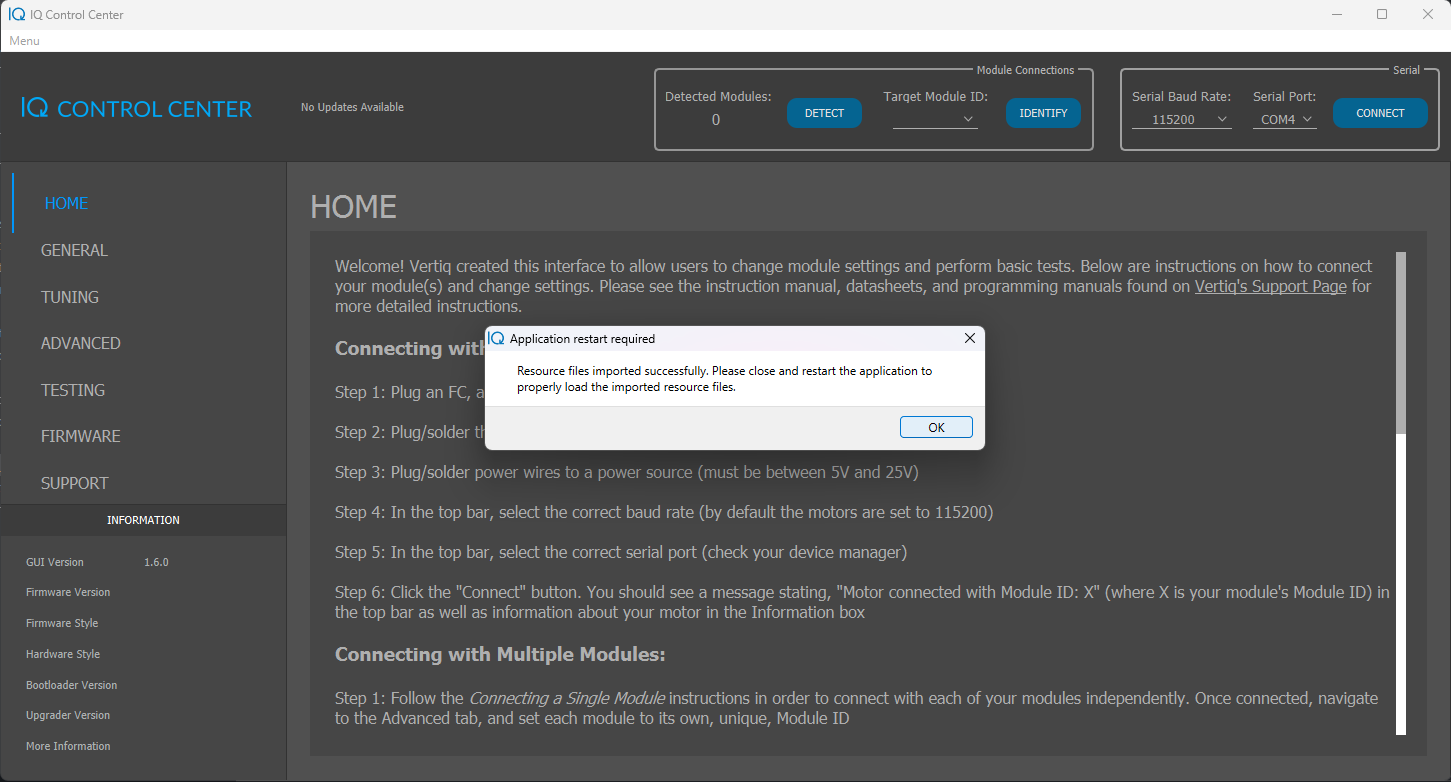 IQ IQ Control Center
Menu
IQ CONTROL CENTER
No Updates Available
Module Connections
Detected Modules:
0
DETECT
Target Module ID:
IDENTIFY
Serial
Serial Baud Rate:
115200
Serial Port:
COM4
CONNECT
HOME
GENERAL
TUNING
ADVANCED
TESTING
FIRMWARE
SUPPORT
INFORMATION
GUI Version 1.6.0
Firmware Version
Firmware Style
Hardware Style
Bootloader Version
Upgrader Version
More Information
HOME
Welcome! Vertiq created this interface to allow users to change module settings and perform basic tests. Below are instructions on how to connect
your module(s) and change settings. Please see the instruction manual, datasheets, and programming manuals found on Vertiq's Support Page for
more detailed instructions.
Connecting with
Step 1: Plug an FC, a
Step 2: Plug/solder th
Step 3: Plug/solder power wires to a power source (must be between 5V and 25V)
Step 4: In the top bar, select the correct baud rate (by default the motors are set to 115200)
Step 5: In the top bar, select the correct serial port (check your device manager)
Step 6: Click the "Connect" button. You should see a message stating, "Motor connected with Module ID: X" (where X is your module's Module ID) in
the top bar as well as information about your motor in the Information box
Connecting with Multiple Modules:
Step 1: Follow the Connecting a Single Module instructions in order to connect with each of your modules independently. Once connected, navigate
to the Advanced tab, and set each module to its own, unique, Module ID
IQ Application restart required
Resource files imported successfully. Please close and restart the application to
properly load the imported resource files.
OK